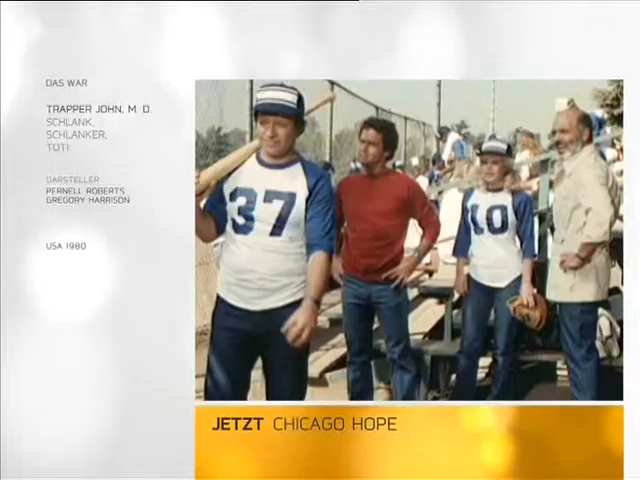 DAS WAR
TRAPPER JOHN, M. D.
SCHLANK,
SCHLANKER,
TOT!
DARSTELLER
PERNELL ROBERTS
GREGORY HARRISON
USA 1980
37
10
JETZT CHICAGO HOPE